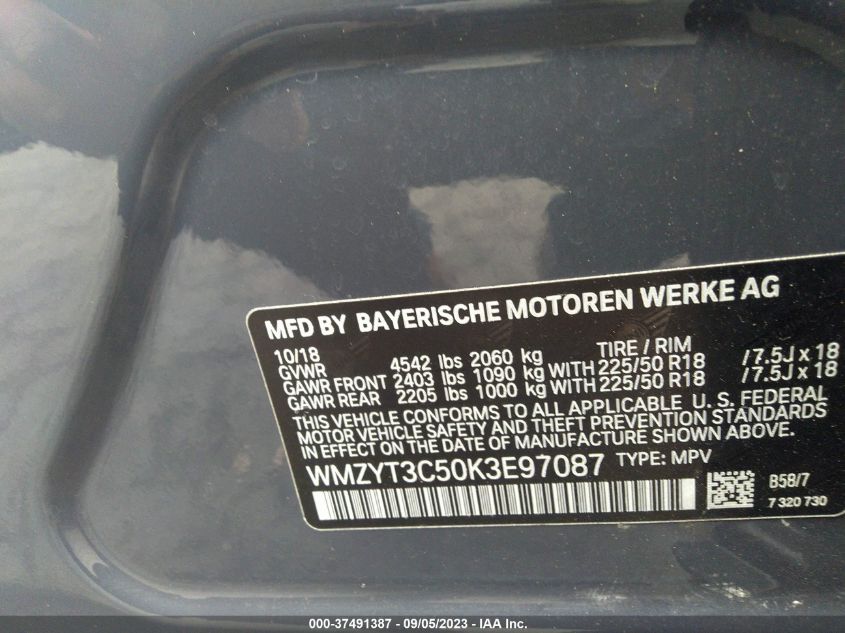 MFD BY BAYERISCHE MOTOREN WERKE AG
10/18 TIRE / RIM
GVWR 4542 lbs 2060 kg
GAWR FRONT 2403 lbs 1090 kg WITH 225/50 R18 /7.5J x 18
GAWR REAR 2205 lbs 1000 kg WITH 225/50 R18 /7.5J x 18
THIS VEHICLE CONFORMS TO ALL APPLICABLE U. S. FEDERAL
MOTOR VEHICLE SAFETY AND THEFT PREVENTION STANDARDS
IN EFFECT ON THE DATE OF MANUFACTURE SHOWN ABOVE.
WMZYT3C50K3E97087 TYPE: MPV
B58/7
7 320 730
000-37491387 - 09/05/2023 - IAA Inc.